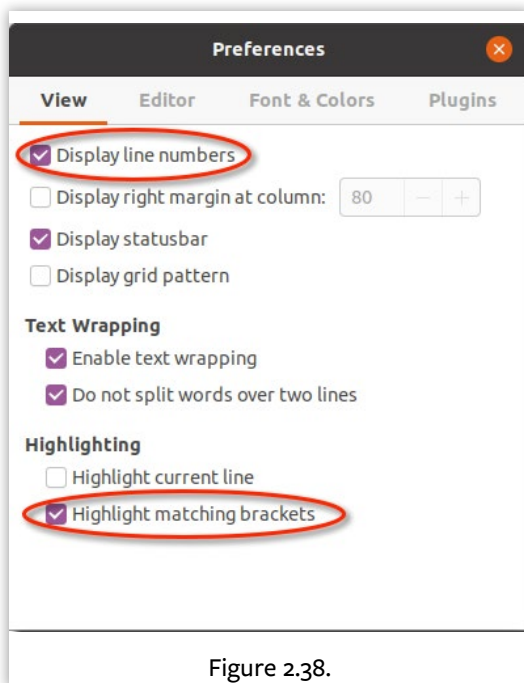 Preferences
View Editor Font & Colors Plugins
Display line numbers
Display right margin at column: 80
Display statusbar
Display grid pattern
Text Wrapping
Enable text wrapping
Do not split words over two lines
Highlighting
Highlight current line
Highlight matching brackets
Figure 2.38.